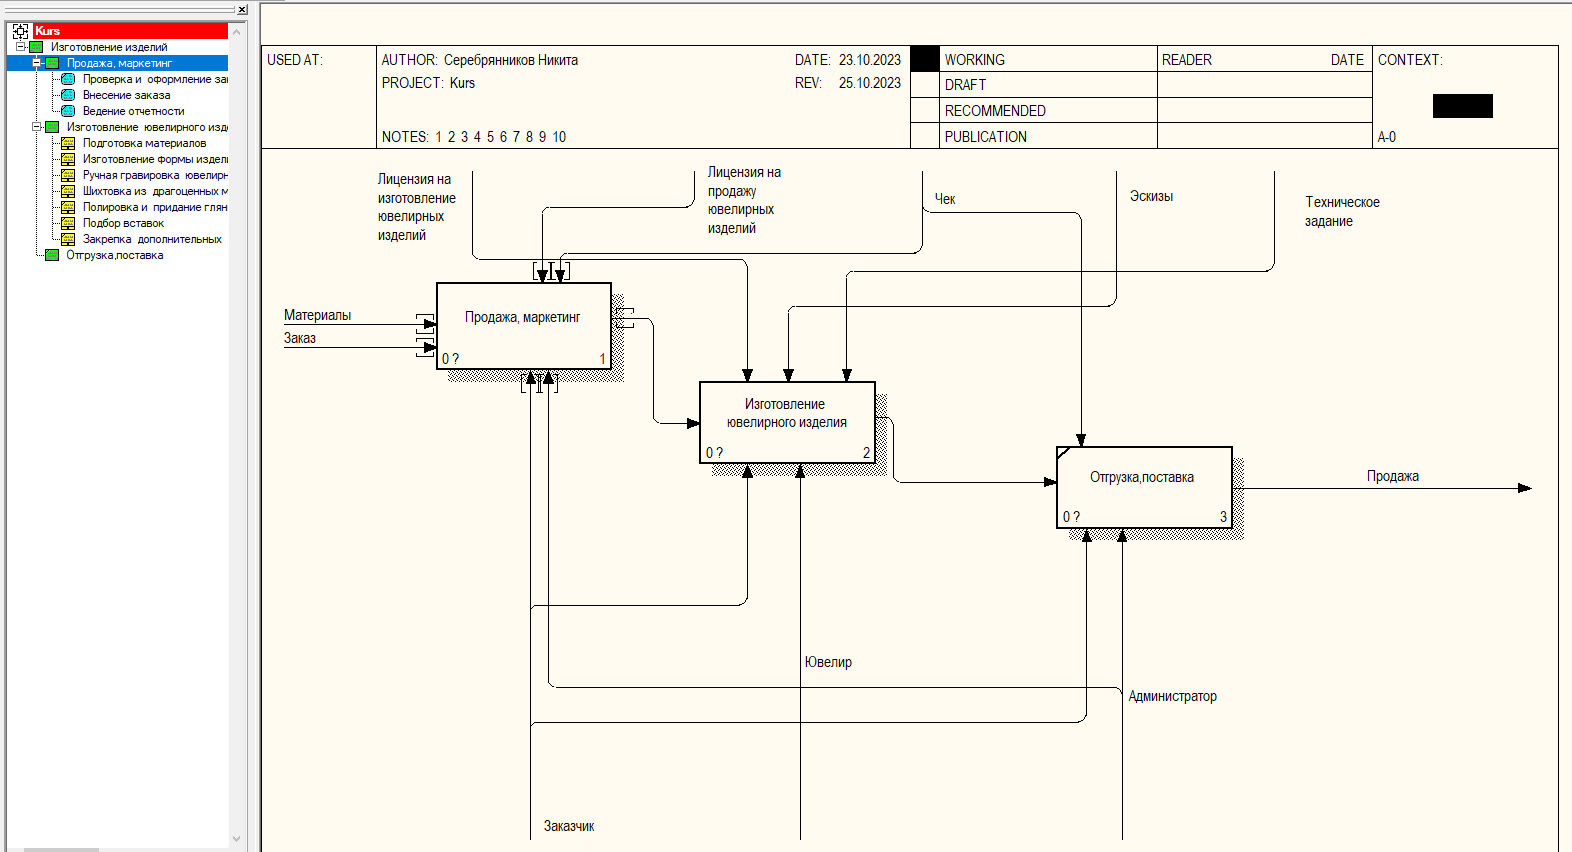 Kurs
Изготовление изделий
Продажа, маркетинг
Проверка и оформление за
Внесение заказа
Ведение отчетности
Изготовление ювелирного изд
Подготовка материалов
Изготовление формы издел
Ручная гравировка ювелирн
Шихтовка из драгоценных м
Полировка и придание глян
Подбор вставок
Закрепка дополнительных
Отгрузка,поставка
USED AT:
AUTHOR: Серебрянников Никита
DATE: 23.10.2023
PROJECT: Kurs
REV: 25.10.2023
NOTES: 1 2 3 4 5 6 7 8 9 10
WORKING
DRAFT
RECOMMENDED
PUBLICATION
READER
DATE
CONTEXT:
A-0
Лицензия на
изготовление
ювелирных
изделий
Лицензия на
продажу
ювелирных
изделий
Чек
Эскизы
Техническое
задание
Материалы
Заказ
Продажа, маркетинг
0 ?
1
Изготовление
ювелирного изделия
0 ?
2
Отгрузка,поставка
0 ?
3
Продажа
Ювелир
Администратор
Заказчик